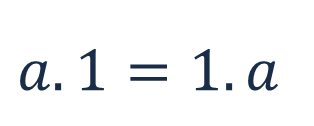 a. 1 = 1. a